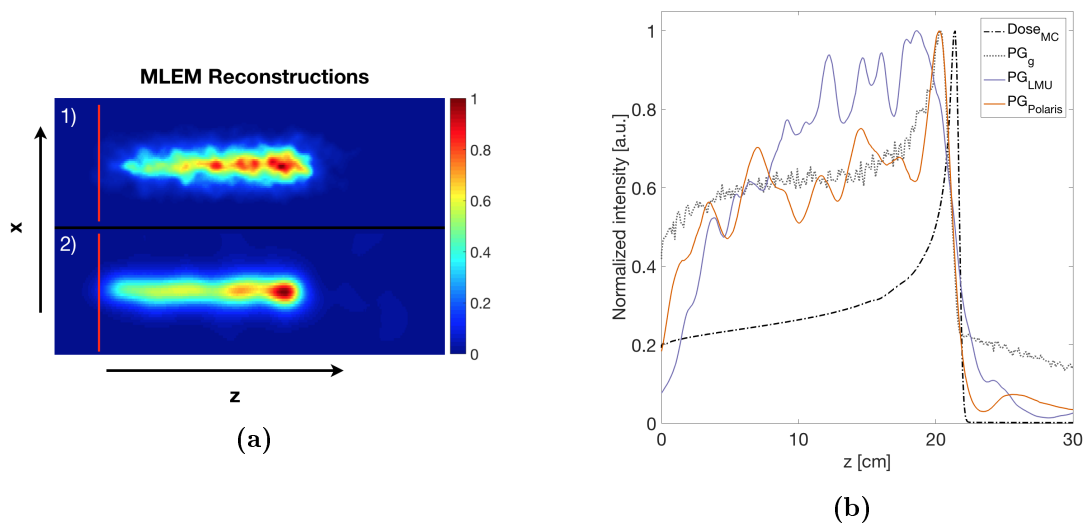 MLEM Reconstructions
1)
2)
x
z
1
0.8
0.6
0.4
0.2
0
(a)
Normalized intensity [a.u.]
1
0.8
0.6
0.4
0.2
0
0
10
20
30
z [cm]
Dose_MC
PG_g
PG_LMU
PG_Polaris
(b)